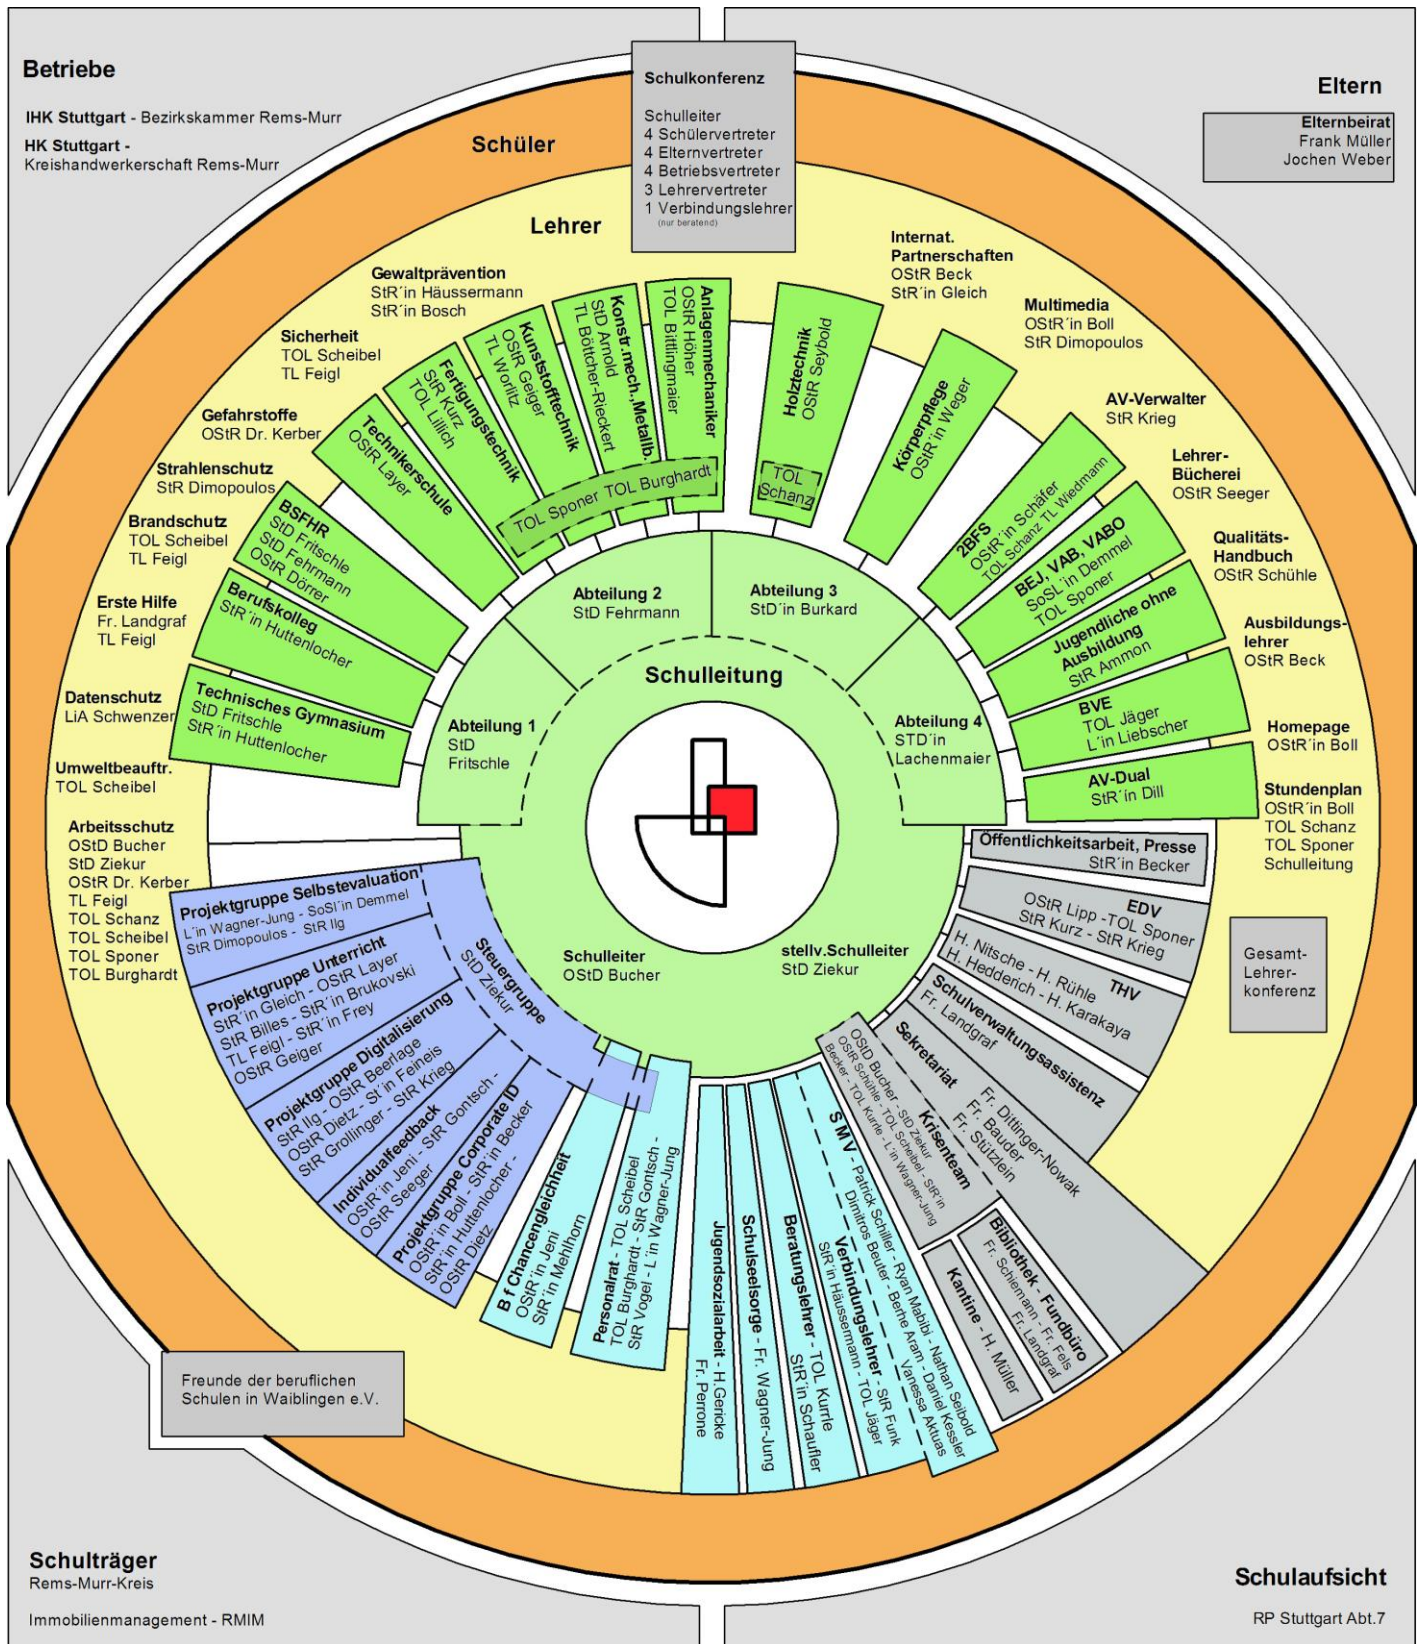 Betriebe
IHK Stuttgart - Bezirkskammer Rems-Murr
HK Stuttgart -
Kreishandwerkerschaft Rems-Murr
Schulkonferenz
Schulleiter
4 Schülervertreter
4 Elternvertreter
4 Betriebsvertreter
3 Lehrervertreter
1 Verbindungslehrer
(nur beratend)
Eltern
Elternbeirat
Frank Müller
Jochen Weber
Schüler
Lehrer
Gewaltprävention
StR´in Häussermann
StR´in Bosch
Sicherheit
TOL Scheibel
TL Feigl
Gefahrstoffe
OStR Dr. Kerber
Strahlenschutz
StR Dimopoulos
Brandschutz
TOL Scheibel
TL Feigl
Erste Hilfe
Fr. Landgraf
TL Feigl
Datenschutz
LiA Schwenzer
Umweltbeauftr.
TOL Scheibel
Arbeitsschutz
OStD Bucher
StD Ziekur
OStR Dr. Kerber
TL Feigl
TOL Schanz
TOL Scheibel
TOL Sponer
TOL Burghardt
Internat.
Partnerschaften
OStR Beck
StR´in Gleich
Multimedia
OStR´in Boll
StR Dimopoulos
AV-Verwalter
StR Krieg
Lehrer-
Bücherei
OStR Seeger
Qualitäts-
Handbuch
OStR Schühle
Ausbildungs-
lehrer
OStR Beck
Homepage
OStR´in Boll
Stundenplan
OStR´in Boll
TOL Schanz
TOL Sponer
Schulleitung
Gesamt-
Lehrer-
konferenz
Technisches Gymnasium
StD Fritschle
StR´in Huttenlocher
Berufskolleg
StR´in Huttenlocher
BSFHR
StD Fritschle
StD Fehrmann
OStR Dörrer
Technikerschule
OStR Layer
Fertigungstechnik
StR Kurz
TOL Lillich
Kunststofftechnik
OStR Geiger
TL Worlitz
Konstr.mech.,Metallb.
StD Arnold
TL Böttcher-Rieckert
Anlagenmechaniker
OStR Höher
TOL Bittlingmaier
TOL Sponer TOL Burghardt
Holztechnik
OStR Seybold
TOL
Schanz
Körperpflege
OStR´in Weger
2BFS
OStR´in Schäfer
TOL Schanz TL Wiedmann
BEJ, VAB, VABO
SoSL´in Demmel
TOL Sponer
Jugendliche ohne
Ausbildung
StR Ammon
BVE
TOL Jäger
L´in Liebscher
AV-Dual
StR´in Dill
Abteilung 1
StD
Fritschle
Abteilung 2
StD Fehrmann
Abteilung 3
StD´in Burkard
Abteilung 4
STD´in
Lachenmaier
Schulleitung
Schulleiter
OStD Bucher
stellv.Schulleiter
StD Ziekur
Öffentlichkeitsarbeit, Presse
StR´in Becker
EDV
OStR Lipp -TOL Sponer
StR Kurz - StR Krieg
THV
H. Nitsche - H. Rühle
H. Hedderich - H. Karakaya
Schulverwaltungsassistenz
Fr. Landgraf
Sekretariat
Fr. Dittinger-Nowak
Fr. Bauder
Fr. Stützlein
Krisenteam
OStD Bucher - StD Ziekur
OStR Schühle - TOL Scheibel - StR´in
Becker - TOL Kurrle - L´in Wagner-Jung
Bibliothek - Fundbüro
Fr. Schiemann - Fr. Fels
Fr. Landgraf
Kantine - H. Müller
S M V - Patrick Schiller - Ryan Mabibi - Nathan Seibold
Dimitros Beuter - Berhe Aram - Daniel Kessler
Vanessa Aktuas
Verbindungslehrer - StR Funk
StR´in Häussermann - TOL Jäger
Beratungslehrer - TOL Kurrle
StR´in Schaufler
Schulseelsorge - Fr. Wagner-Jung
Jugendsozialarbeit - H.Gericke
Fr. Perrone
Personalrat - TOL Scheibel
TOL Burghardt - StR Gontsch -
StR Vogel - L´in Wagner-Jung
B f Chancengleichheit
OStR´in Jeni
StR´in Mehlhorn
Steuergruppe
StD Ziekur
Projektgruppe Selbstevaluation
L´in Wagner-Jung - SoSl´in Demmel
StR Dimopoulos - StR Ilg
Projektgruppe Unterricht
StR´in Gleich - OStR Layer
StR Billes - StR´in Brukovski
TL Feigl - StR´in Frey
OStR Geiger
Projektgruppe Digitalisierung
StR Ilg - OStR Beerlage
OStR Dietz - St´in Feineis
StR Grollinger - StR Krieg
Individualfeedback
OStR´in Jeni - StR Gontsch -
OStR Seeger
Projektgruppe Corporate ID
OStR´in Boll - StR´in Becker
StR´in Huttenlocher -
OStR Dietz
Freunde der beruflichen
Schulen in Waiblingen e.V.
Schulträger
Rems-Murr-Kreis
Immobilienmanagement - RMIM
Schulaufsicht
RP Stuttgart Abt.7